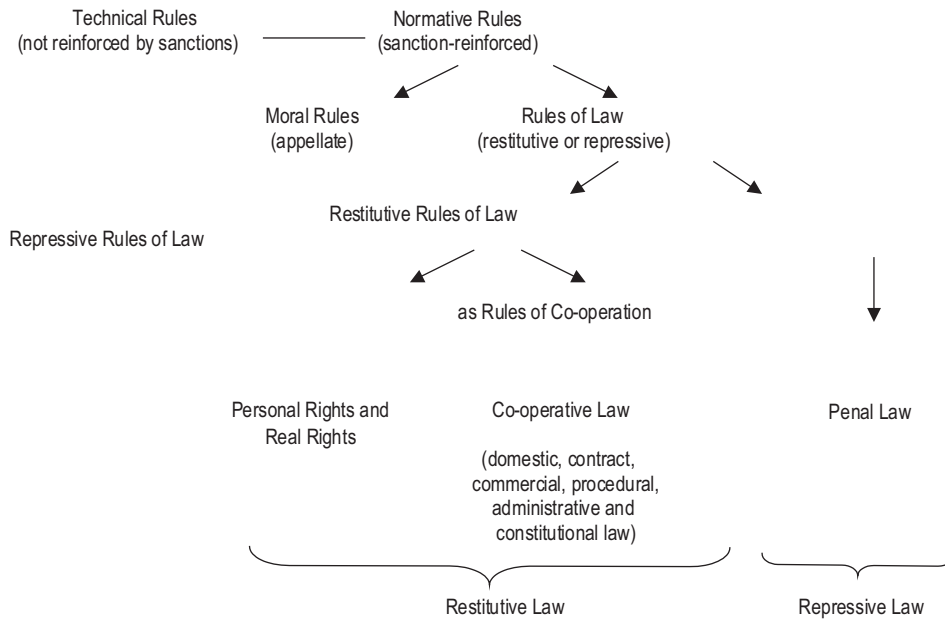 Technical Rules
(not reinforced by sanctions)
Normative Rules
(sanction-reinforced)
Moral Rules
(appellate)
Rules of Law
(restitutive or repressive)
Restitutive Rules of Law
Repressive Rules of Law
as Rules of Co-operation
Personal Rights and
Real Rights
Co-operative Law
(domestic, contract,
commercial, procedural,
administrative and
constitutional law)
Penal Law
Restitutive Law
Repressive Law